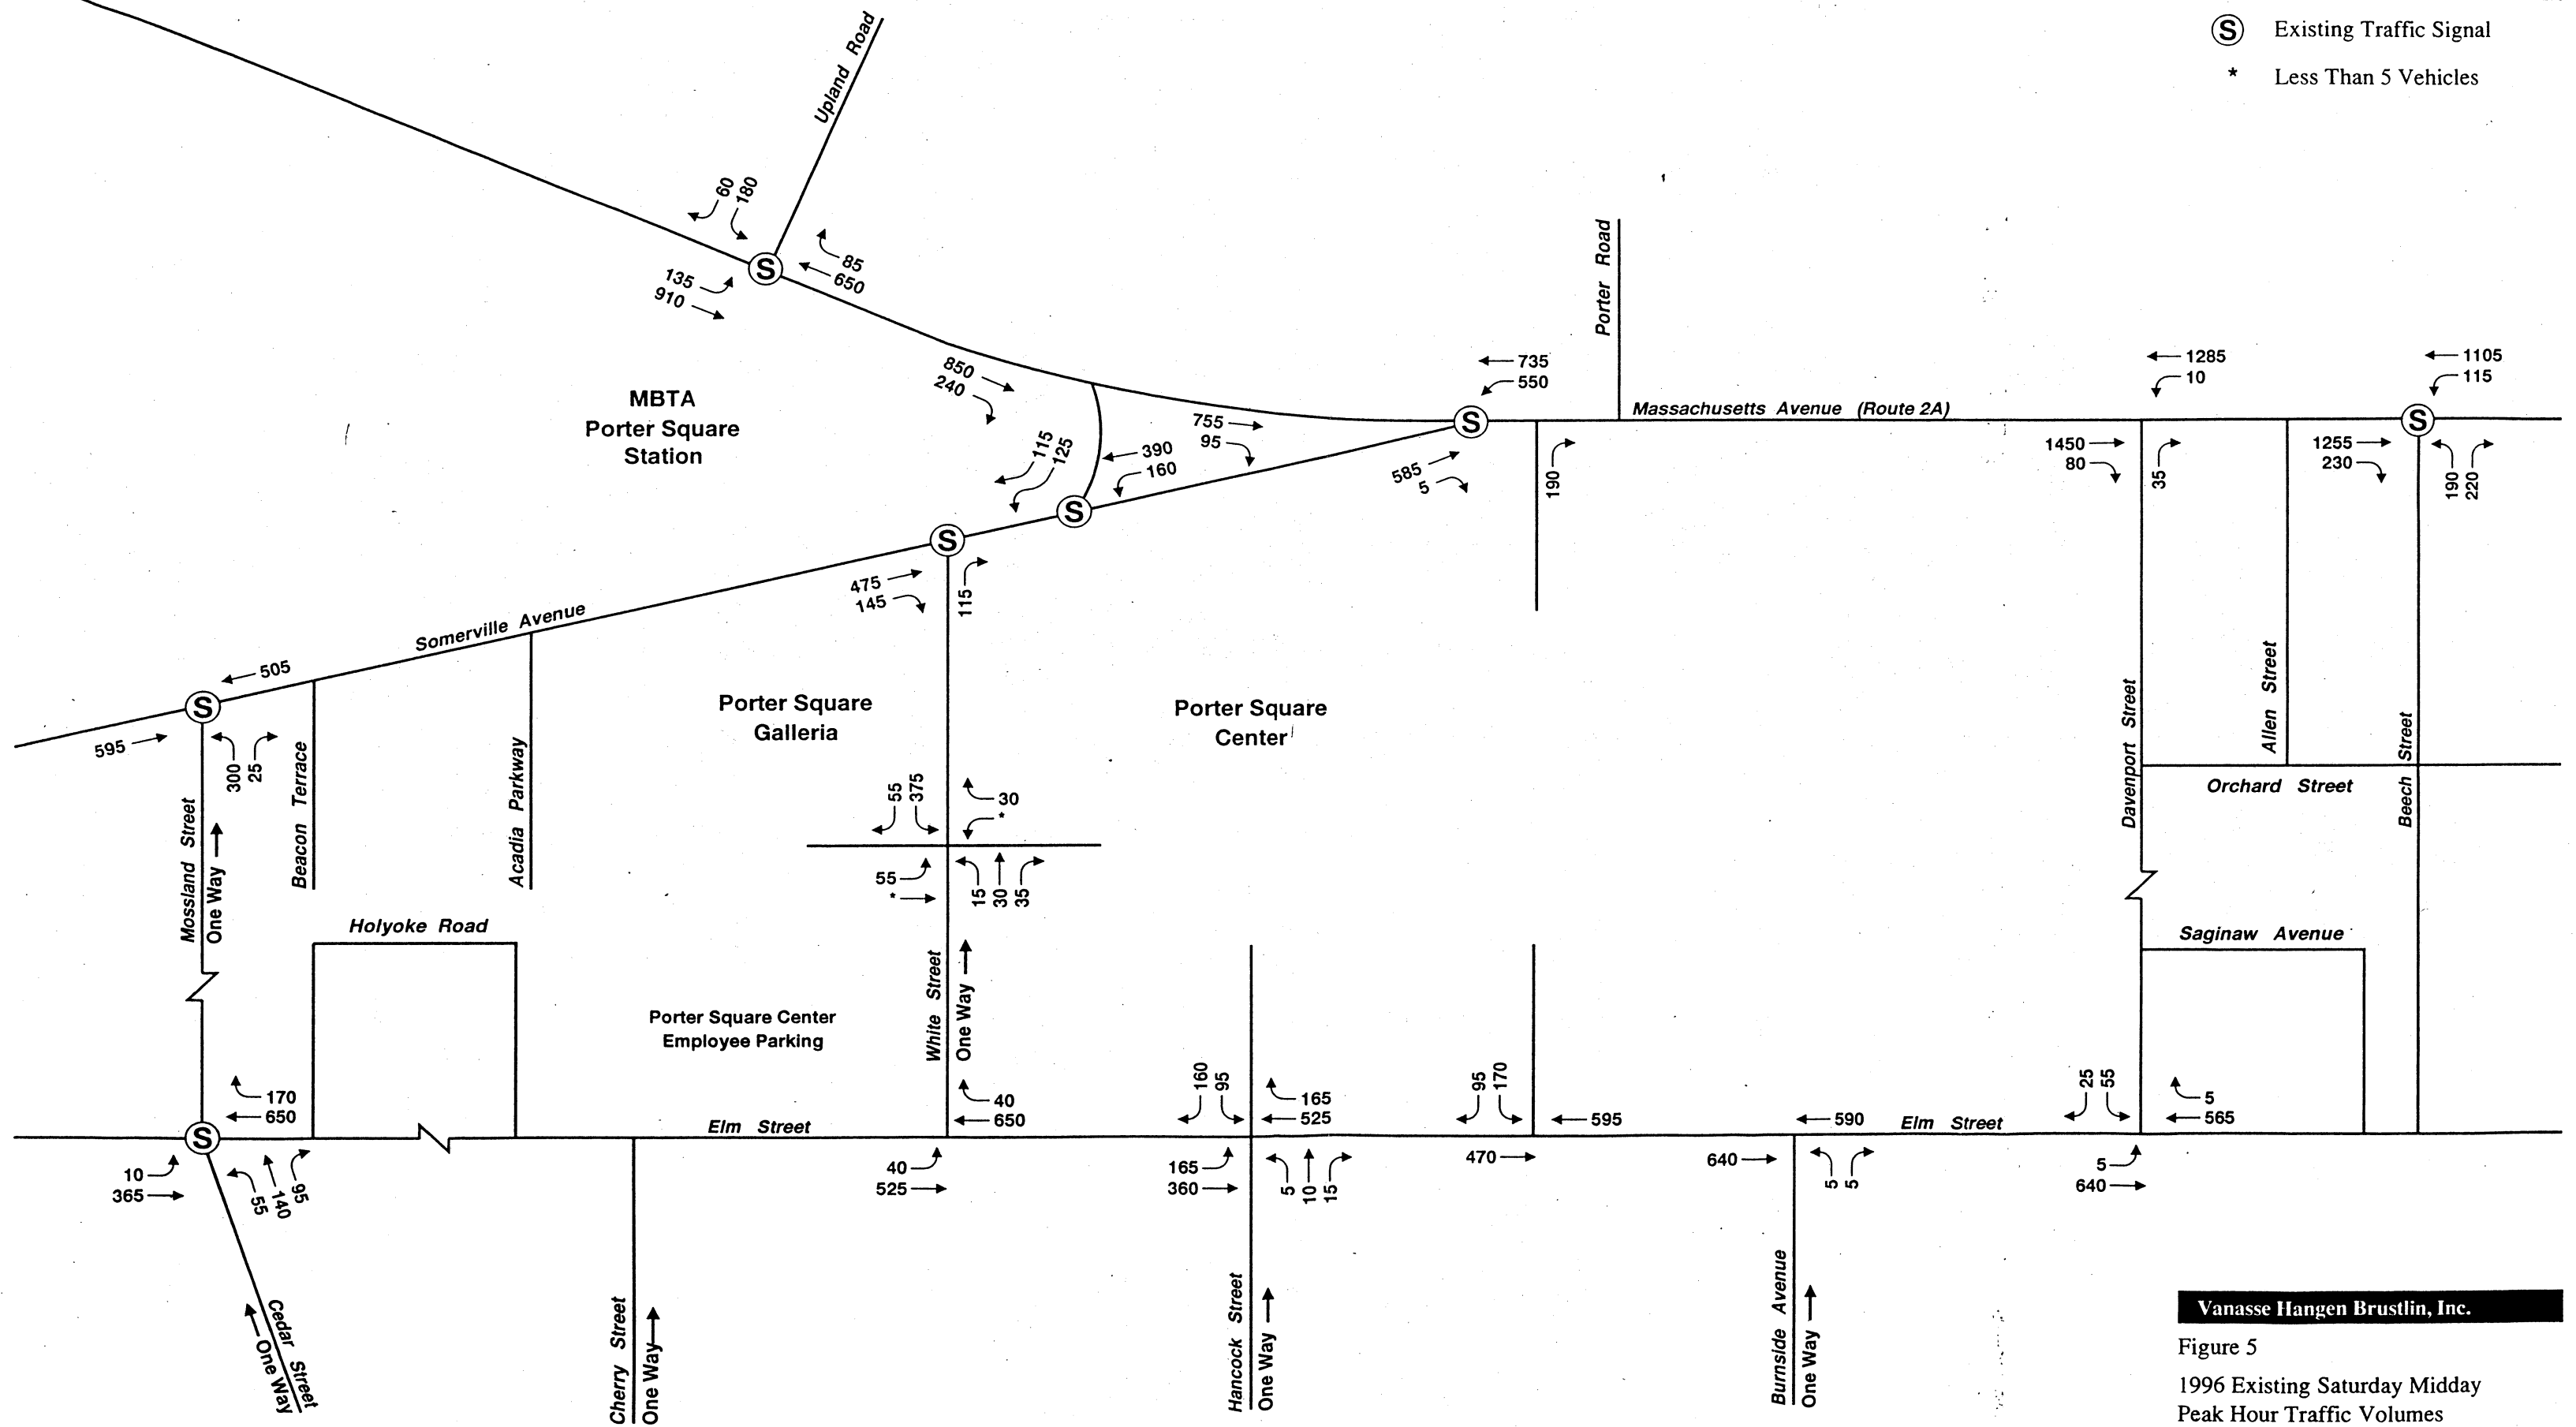 S Existing Traffic Signal
* Less Than 5 Vehicles
Upland Road
60
180
S
85
650
135
910
Porter Road
850
240
MBTA
Porter Square
Station
115
125
390
160
755
95
735
550
S
585
5
190
Massachusetts Avenue (Route 2A)
1285
10
1105
115
1450
80
35
1255
230
S
190
220
S
S
475
145
115
Somerville Avenue
505
S
595
300
25
Mossland Street
One Way
Beacon Terrace
Acadia Parkway
Porter Square
Galleria
Porter Square
Center
Davenport Street
Allen Street
Beech Street
Orchard Street
55
375
30
*
55
*
15
30
35
Holyoke Road
Saginaw Avenue
Porter Square Center
Employee Parking
White Street
One Way
170
650
S
10
365
55
140
95
Elm Street
40
650
40
525
160
95
165
525
165
360
5
10
15
95
170
595
470
590
640
5
5
Elm Street
25
55
5
565
5
640
Cedar Street
One Way
Cherry Street
One Way
Hancock Street
One Way
Burnside Avenue
One Way
Vanasse Hangen Brustlin, Inc.
Figure 5
1996 Existing Saturday Midday
Peak Hour Traffic Volumes